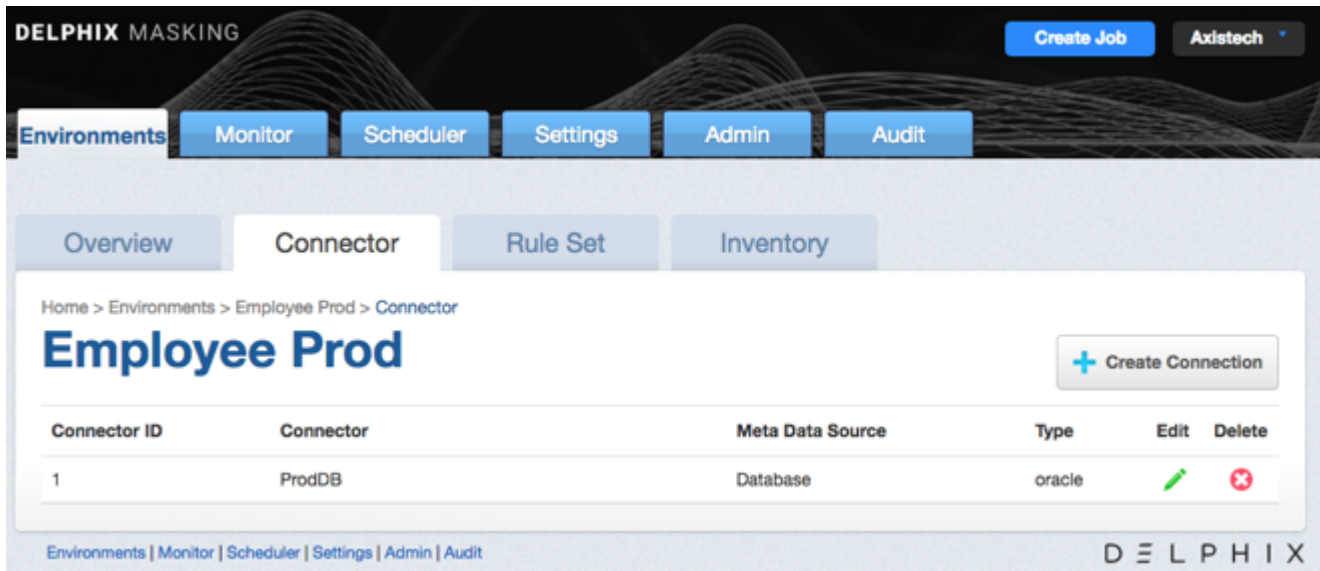 DELPHIX MASKING
Create Job
Axistech
Environments Monitor Scheduler Settings Admin Audit
Overview Connector Rule Set Inventory
Home > Environments > Employee Prod > Connector
Employee Prod
Create Connection
Connector ID Connector Meta Data Source Type Edit Delete
1 ProdDB Database oracle
Environments | Monitor | Scheduler | Settings | Admin | Audit
DELPHIX